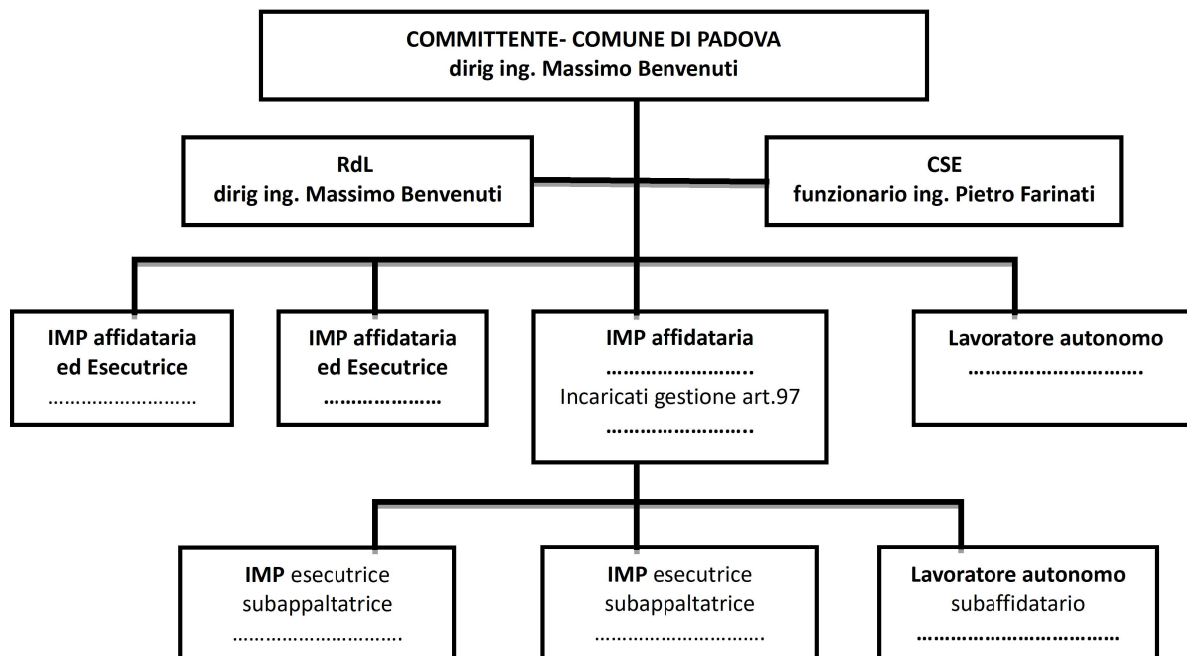 COMMITTENTE- COMUNE DI PADOVA
dirig ing. Massimo Benvenuti
RdL
dirig ing. Massimo Benvenuti
CSE
funzionario ing. Pietro Farinati
IMP affidataria
ed Esecutrice
..............................
IMP affidataria
ed Esecutrice
........................
IMP affidataria
..............................
Incaricati gestione art.97
..............................
Lavoratore autonomo
....................................
IMP esecutrice
subappaltatrice
..................................
IMP esecutrice
subappaltatrice
..................................
Lavoratore autonomo
subaffidatario
..........................................